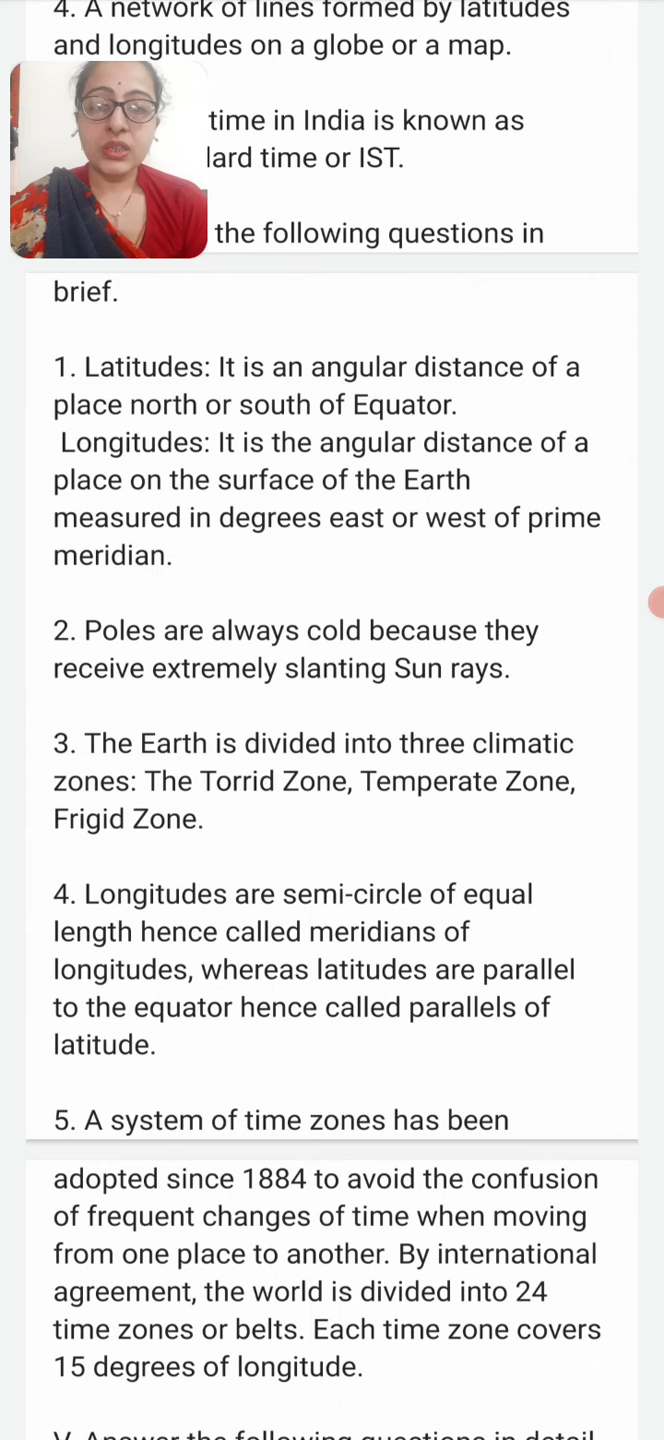 4. A network of lines formed by latitudes
and longitudes on a globe or a map.
time in India is known as
lard time or IST.
the following questions in
brief.
1. Latitudes: It is an angular distance of a
place north or south of Equator.
Longitudes: It is the angular distance of a
place on the surface of the Earth
measured in degrees east or west of prime
meridian.
2. Poles are always cold because they
receive extremely slanting Sun rays.
3. The Earth is divided into three climatic
zones: The Torrid Zone, Temperate Zone,
Frigid Zone.
4. Longitudes are semi-circle of equal
length hence called meridians of
longitudes, whereas latitudes are parallel
to the equator hence called parallels of
latitude.
5. A system of time zones has been
adopted since 1884 to avoid the confusion
of frequent changes of time when moving
from one place to another. By international
agreement, the world is divided into 24
time zones or belts. Each time zone covers
15 degrees of longitude.
V. Answer the following questions in detail